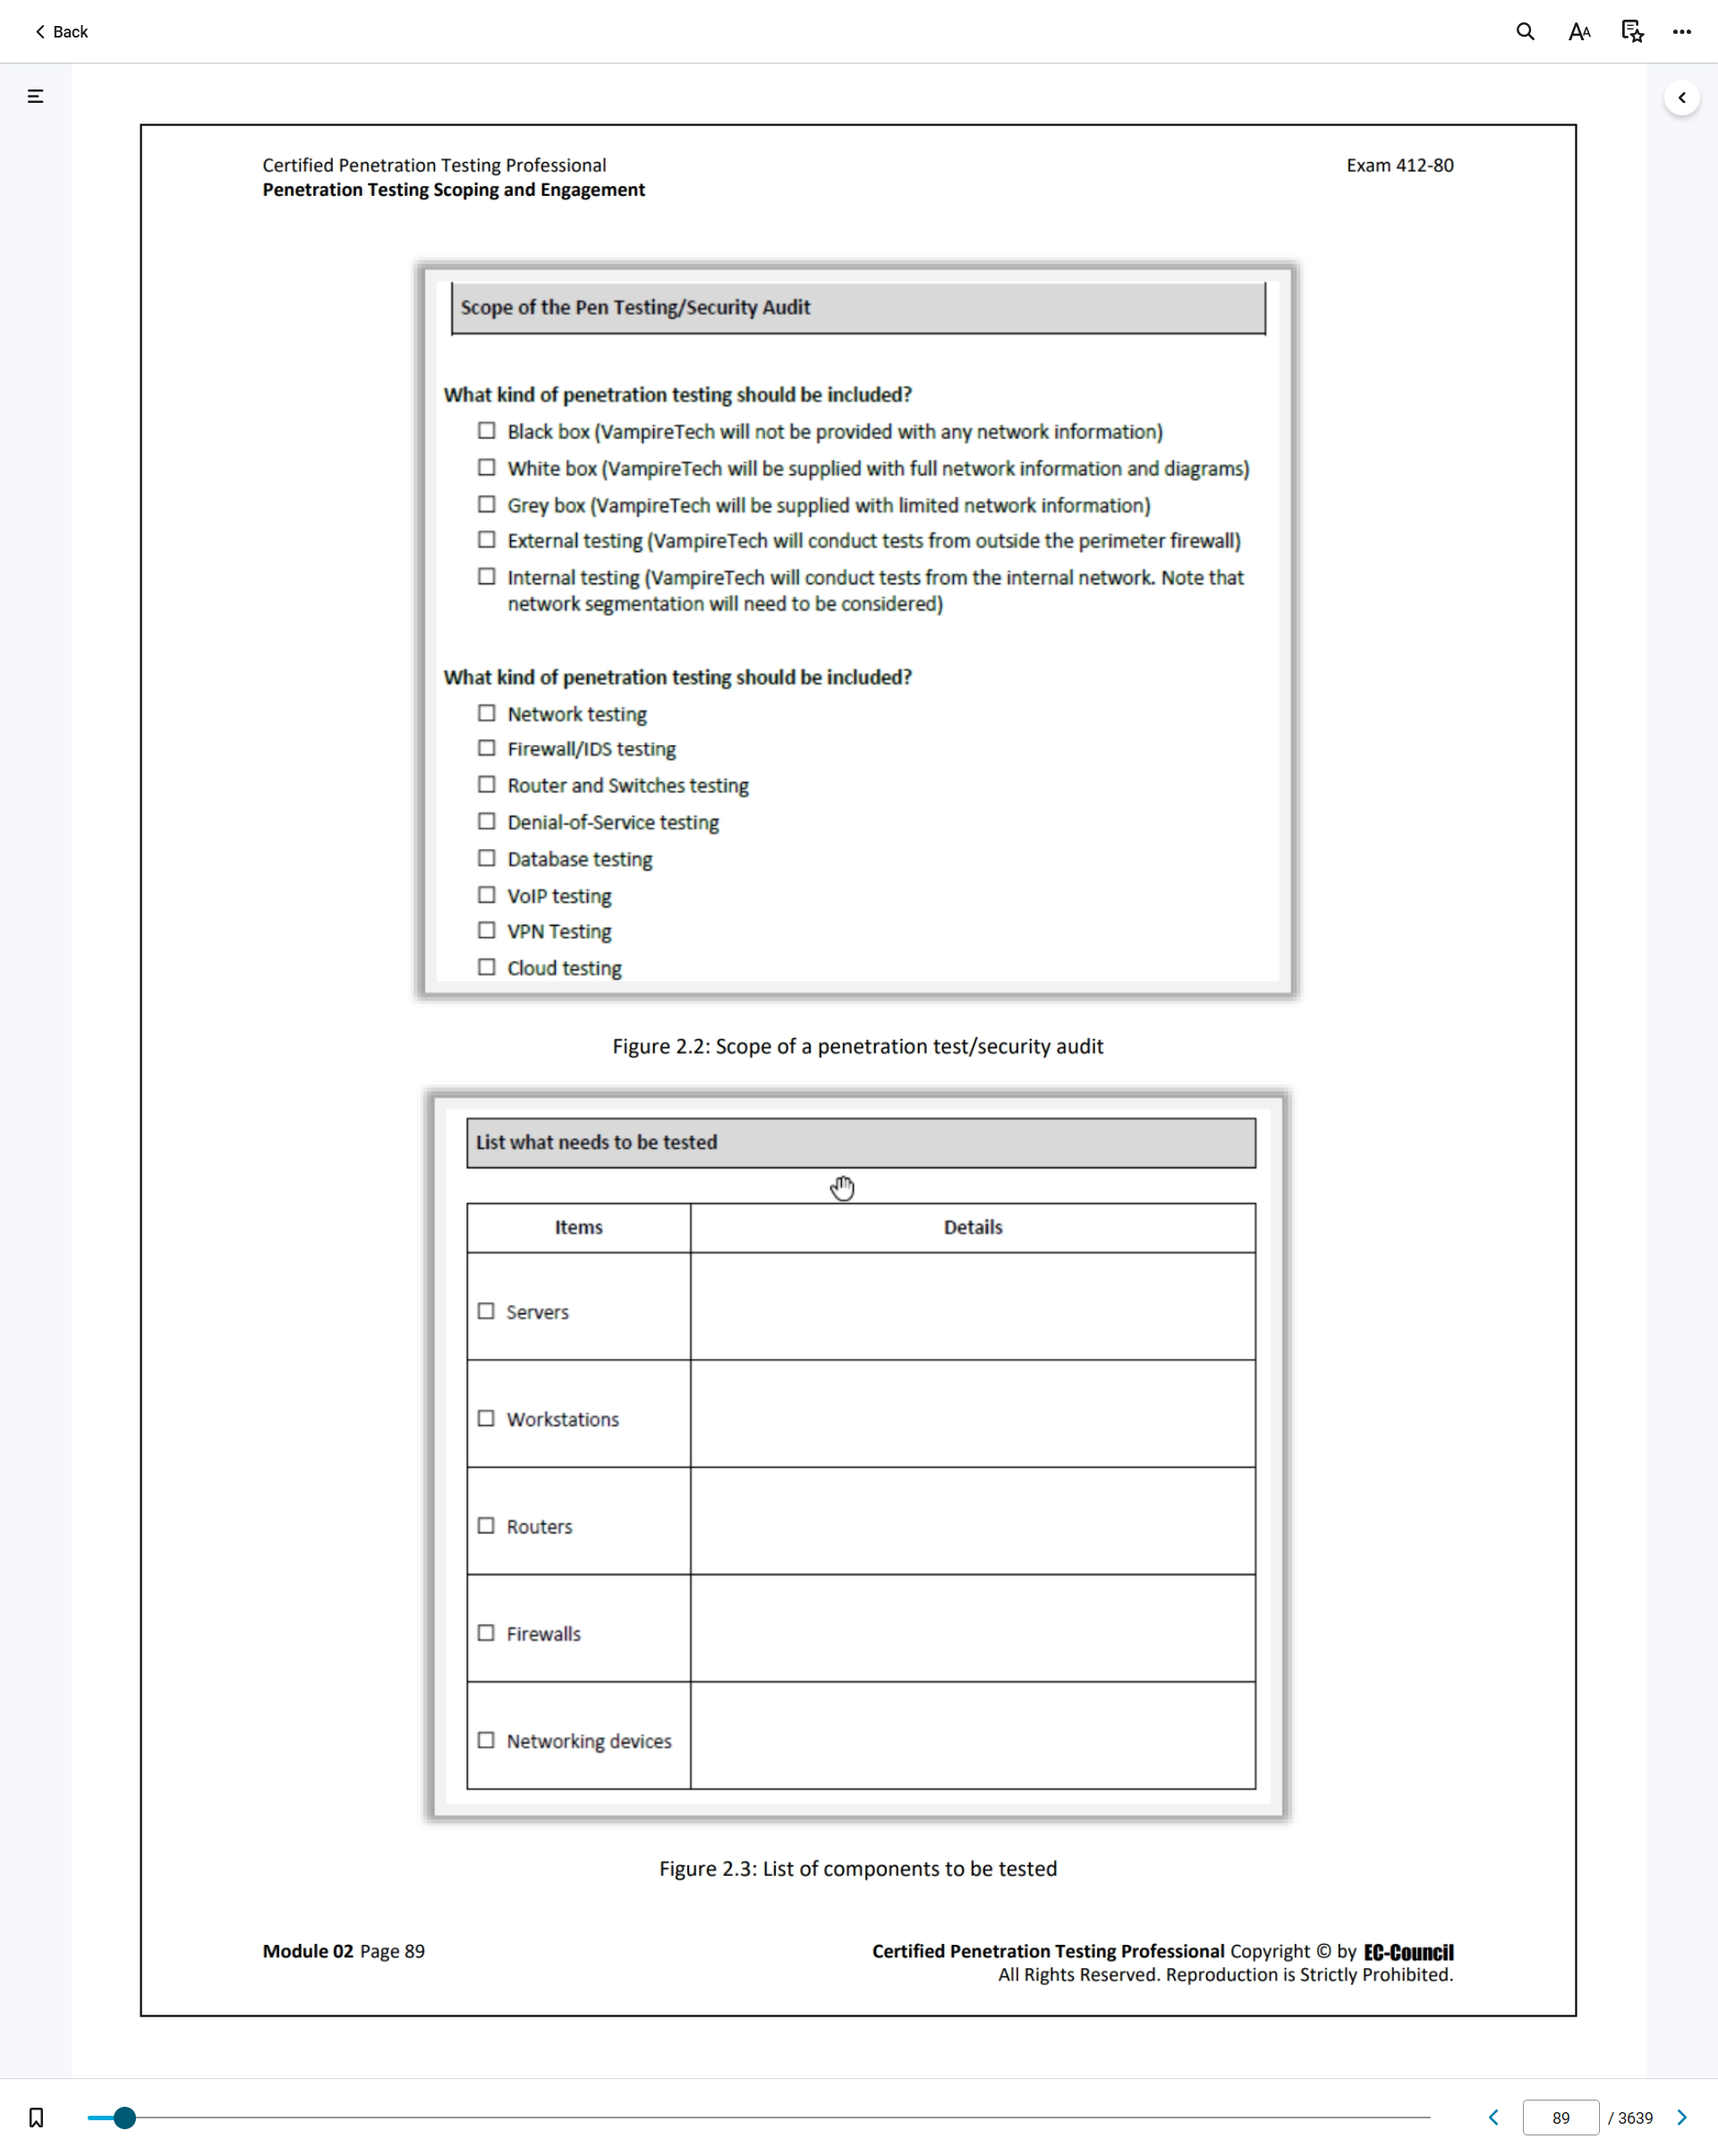 Back
Certified Penetration Testing Professional
Exam 412-80
Penetration Testing Scoping and Engagement
Scope of the Pen Testing/Security Audit
What kind of penetration testing should be included?
Black box (VampireTech will not be provided with any network information)
White box (VampireTech will be supplied with full network information and diagrams)
Grey box (VampireTech will be supplied with limited network information)
External testing (VampireTech will conduct tests from outside the perimeter firewall)
Internal testing (VampireTech will conduct tests from the internal network. Note that
network segmentation will need to be considered)
What kind of penetration testing should be included?
Network testing
Firewall/IDS testing
Router and Switches testing
Denial-of-Service testing
Database testing
VoIP testing
VPN Testing
Cloud testing
Figure 2.2: Scope of a penetration test/security audit
List what needs to be tested
Items
Details
Servers
Workstations
Routers
Firewalls
Networking devices
Figure 2.3: List of components to be tested
Module 02 Page 89
Certified Penetration Testing Professional Copyright © by EC-Council
All Rights Reserved. Reproduction is Strictly Prohibited.
89 / 3639